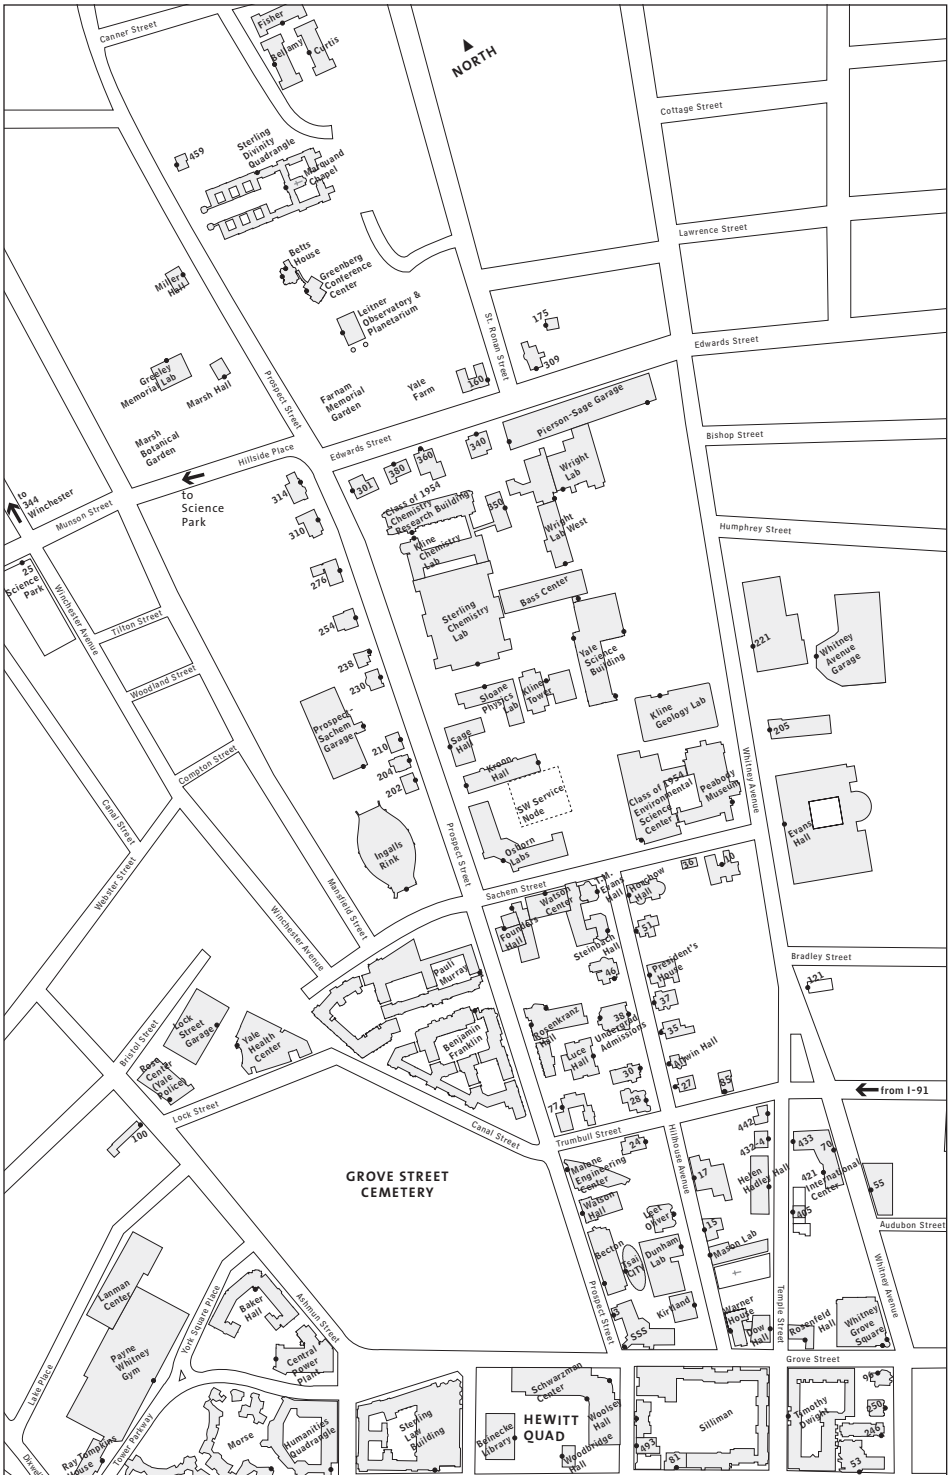 Canner Street
Fisher
Bellamy
Curtis
NORTH
Cottage Street
459
Sterling
Divinity
Quadrangle
Marquand
Chapel
Lawrence Street
Betts
House
Greenberg
Conference
Center
Miller
Hall
Leitner
Observatory &
Planetarium
St. Ronan Street
175
309
Edwards Street
Greeley
Memorial Lab
Marsh Hall
Prospect Street
Farnam
Memorial
Garden
Yale
Farm
160
Pierson-Sage Garage
Marsh
Botanical
Garden
Hillside Place
Edwards Street
Bishop Street
340
360
380
301
Wright
Lab
to
344
Winchester
Munson Street
to
Science
Park
314
310
Class of 1954
Chemistry
Research Building
350
Kline
Chemistry
Lab
Wright
Lab West
Humphrey Street
25
Science
Park
Winchester Avenue
276
Bass Center
Sterling
Chemistry
Lab
Tilton Street
254
Yale
Science
Building
221
Whitney
Avenue
Garage
238
230
Woodland Street
Sloane
Physics
Lab
Kline
Tower
Kline
Geology Lab
Prospect-
Sachem
Garage
210
Sage
Hall
205
204
202
Compton Street
Kroon
Hall
SW Service
Node
Class of 1954
Environmental
Science
Center
Peabody
Museum
Whitney Avenue
Canal Street
Evans
Hall
Ingalls
Rink
Prospect Street
Osborn
Labs
Webster Street
Mansfield Street
Sachem Street
36
10
Winchester Avenue
Watson
Center
T.M.
Evans
Hall
Horchow
Hall
Founders
Hall
51
Steinbach
Hall
Bradley Street
Pauli
Murray
46
President's
House
121
37
Bristol Street
Lock
Street
Garage
Yale
Health
Center
Benjamin
Franklin
Rosenkranz
Hall
38
Undergrad
Admissions
35
Luce
Hall
Allwin Hall
Rose
Center
(Yale
Police)
30
27
85
from I-91
Lock Street
77
28
Canal Street
Trumbull Street
442
100
24
Hillhouse Avenue
432-4
433
70
GROVE STREET
CEMETERY
Malone
Engineering
Center
17
Helen
Hadley Hall
421
International
Center
55
Watson
Hall
Leet
Oliver
405
15
Audubon Street
Becton
Tsai
CITY
Dunham
Lab
Mason Lab
Lanman
Center
York Square Place
Baker
Hall
Ashmun Street
Prospect Street
Kirtland
Warner
House
Temple Street
Whitney Avenue
SSS
Dow
Hall
Rosenfeld
Hall
Whitney
Grove
Square
Payne
Whitney
Gym
Central
Power
Plant
Lake Place
Grove Street
Schwarzman
Center
Tower Parkway
Morse
Humanities
Quadrangle
Sterling
Law
Building
HEWITT
QUAD
Beinecke
Library
Woolsey
Hall
Woodbridge
Hall
Silliman
493
81
Timothy
Dwight
250
246
53
Ray Tompkins
House